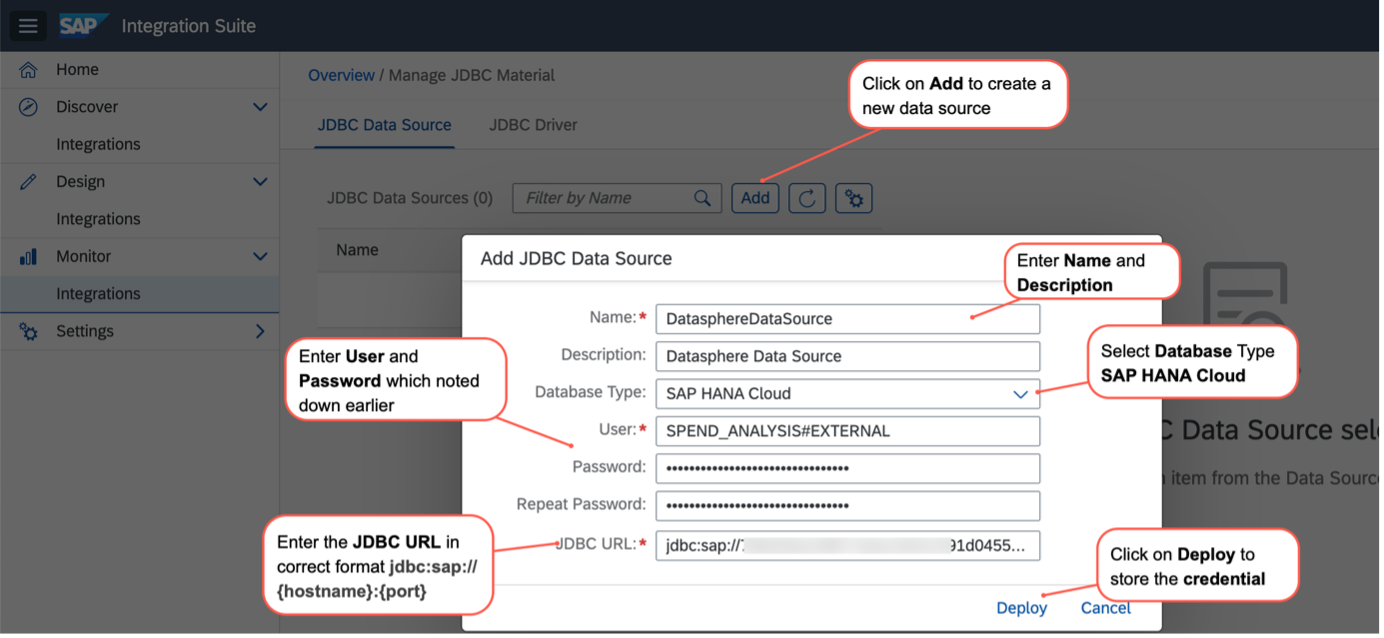 SAP Integration Suite
Home
Discover
Integrations
Design
Integrations
Monitor
Integrations
Settings
Overview / Manage JDBC Material
JDBC Data Source JDBC Driver
Click on Add to create a
new data source
JDBC Data Sources (0) Filter by Name Add
Name
Add JDBC Data Source
Enter Name and
Description
Name:* DatasphereDataSource
Description: Datasphere Data Source
Database Type: SAP HANA Cloud
Select Database Type
SAP HANA Cloud
Enter User and
Password which noted
down earlier
User:* SPEND_ANALYSIS#EXTERNAL
Password: ••••••••••••••••••••••••••••••••
Repeat Password: ••••••••••••••••••••••••••••••••
C Data Source sel
item from the Data Sourc
Enter the JDBC URL in
correct format jdbc:sap://
{hostname}:{port}
JDBC URL:* jdbc:sap://7 91d0455...
Click on Deploy to
store the credential
Deploy Cancel